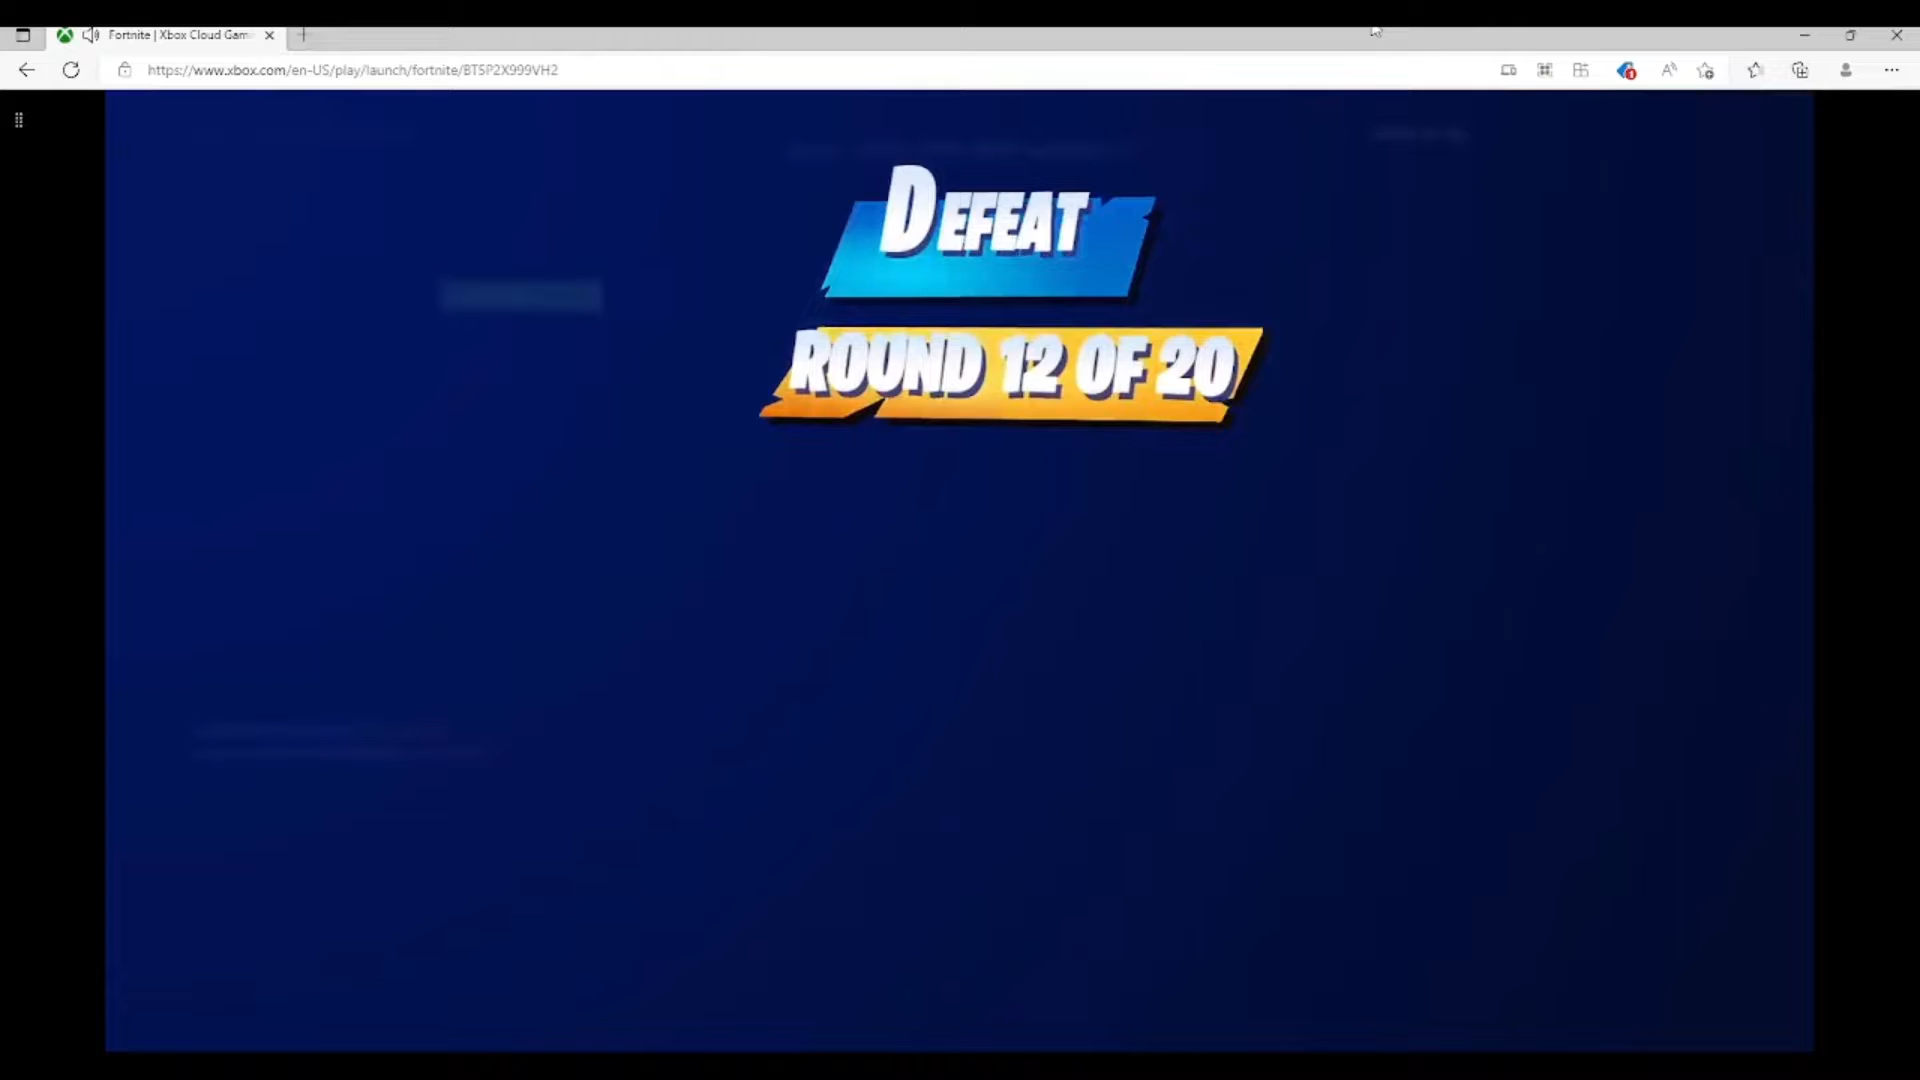 Fortnite | Xbox Cloud Gam
https://www.xbox.com/en-US/play/launch/fortnite/BT5P2X999VH2
DEFEAT
ROUND 12 OF 20